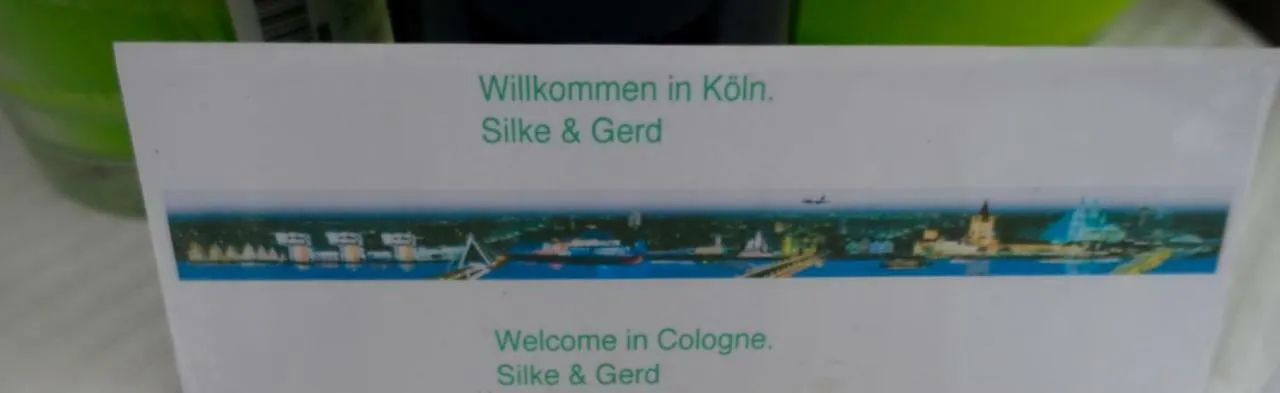 Willkommen in Köln.
Silke & Gerd
Welcome in Cologne.
Silke & Gerd